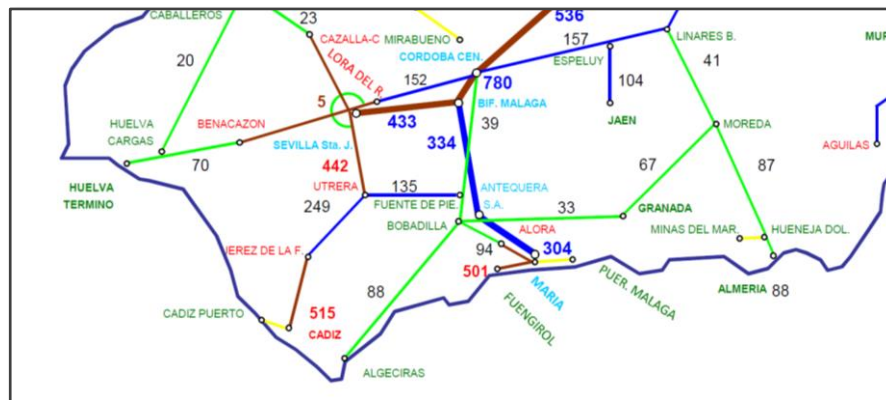 CABALLEROS
23
536
CAZALLA-C
MIRABUENO
157
LINARES B.
MUR
LORA DEL R.
CORDOBA CEN.
20
152
ESPELUY
41
780
104
5
BIF. MALAGA
HUELVA
CARGAS
BENACAZON
433
39
JAEN
MOREDA
AGUILAS
SEVILLA Sta. J.
334
70
442
67
87
HUELVA
TERMINO
UTRERA
135
ANTEQUERA
S.A.
FUENTE DE PIE.
249
33
GRANADA
BOBADILLA
ALORA
MINAS DEL MAR.
HUENEJA DOL.
JEREZ DE LA F.
94
304
501
88
MARIA
PUER. MALAGA
FUENGIROL
ALMERIA
88
CADIZ PUERTO
515
CADIZ
ALGECIRAS